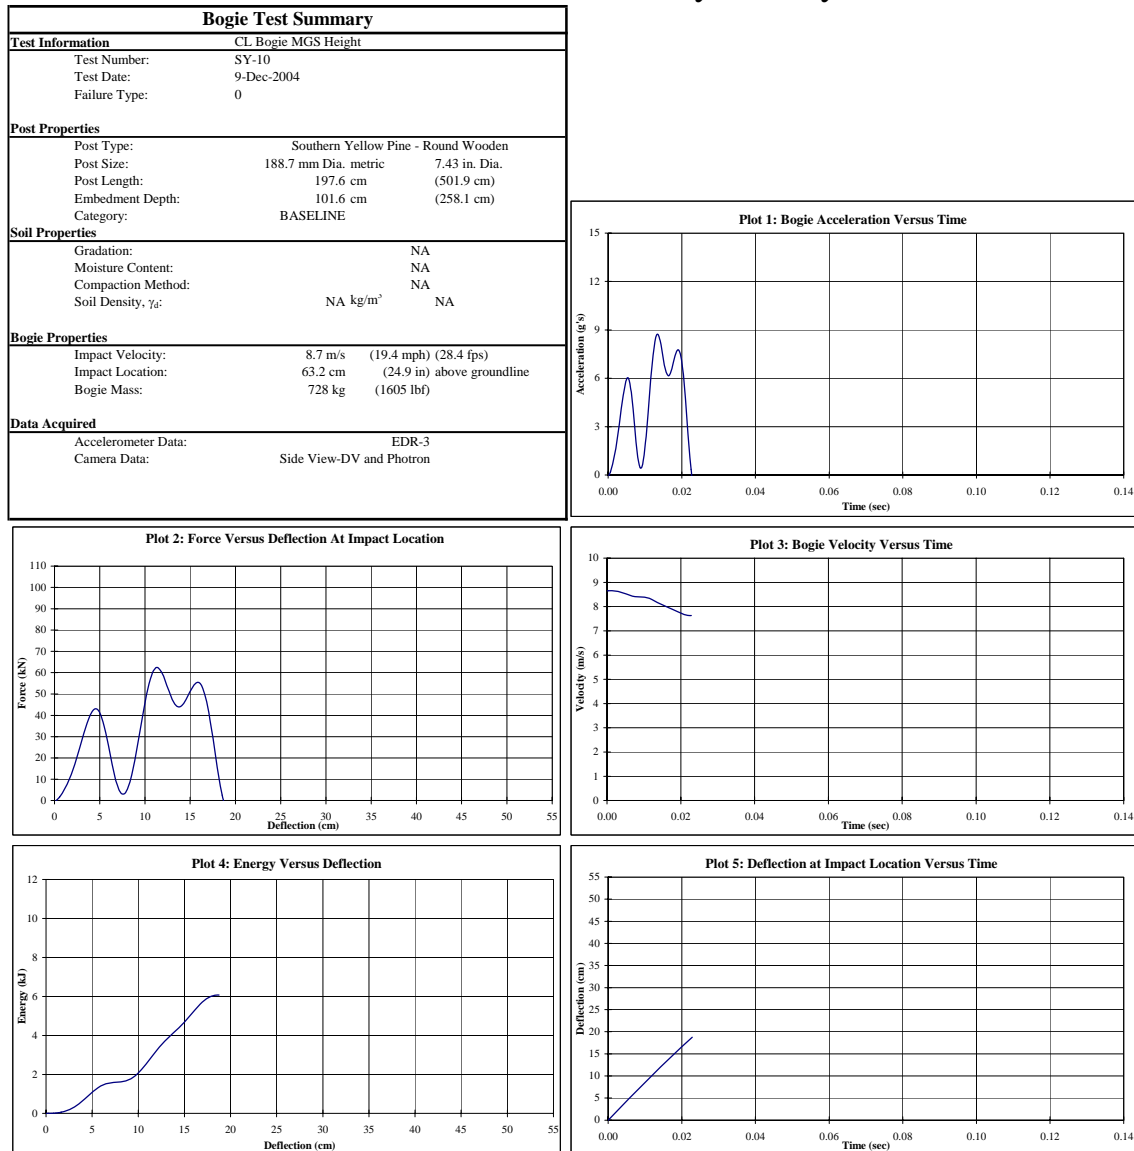 Bogie Test Summary
Test Information CL Bogie MGS Height
Test Number: SY-10
Test Date: 9-Dec-2004
Failure Type: 0
Post Properties
Post Type: Southern Yellow Pine - Round Wooden
Post Size: 188.7 mm Dia. metric 7.43 in. Dia.
Post Length: 197.6 cm (501.9 cm)
Embedment Depth: 101.6 cm (258.1 cm)
Category: BASELINE
Soil Properties
Gradation: NA
Moisture Content: NA
Compaction Method: NA
Soil Density, γd: NA kg/m³ NA
Bogie Properties
Impact Velocity: 8.7 m/s (19.4 mph) (28.4 fps)
Impact Location: 63.2 cm (24.9 in) above groundline
Bogie Mass: 728 kg (1605 lbf)
Data Acquired
Accelerometer Data: EDR-3
Camera Data: Side View-DV and Photron
Plot 1: Bogie Acceleration Versus Time
15
12
9
6
3
0
Acceleration (g's)
0.00 0.02 0.04 0.06 0.08 0.10 0.12 0.14
Time (sec)
Plot 2: Force Versus Deflection At Impact Location
110
100
90
80
70
60
50
40
30
20
10
0
Force (kN)
0 5 10 15 20 25 30 35 40 45 50 55
Deflection (cm)
Plot 3: Bogie Velocity Versus Time
10
9
8
7
6
5
4
3
2
1
0
Velocity (m/s)
0.00 0.02 0.04 0.06 0.08 0.10 0.12 0.14
Time (sec)
Plot 4: Energy Versus Deflection
12
10
8
6
4
2
0
Energy (kJ)
0 5 10 15 20 25 30 35 40 45 50 55
Deflection (cm)
Plot 5: Deflection at Impact Location Versus Time
55
50
45
40
35
30
25
20
15
10
5
0
Deflection (cm)
0.00 0.02 0.04 0.06 0.08 0.10 0.12 0.14
Time (sec)